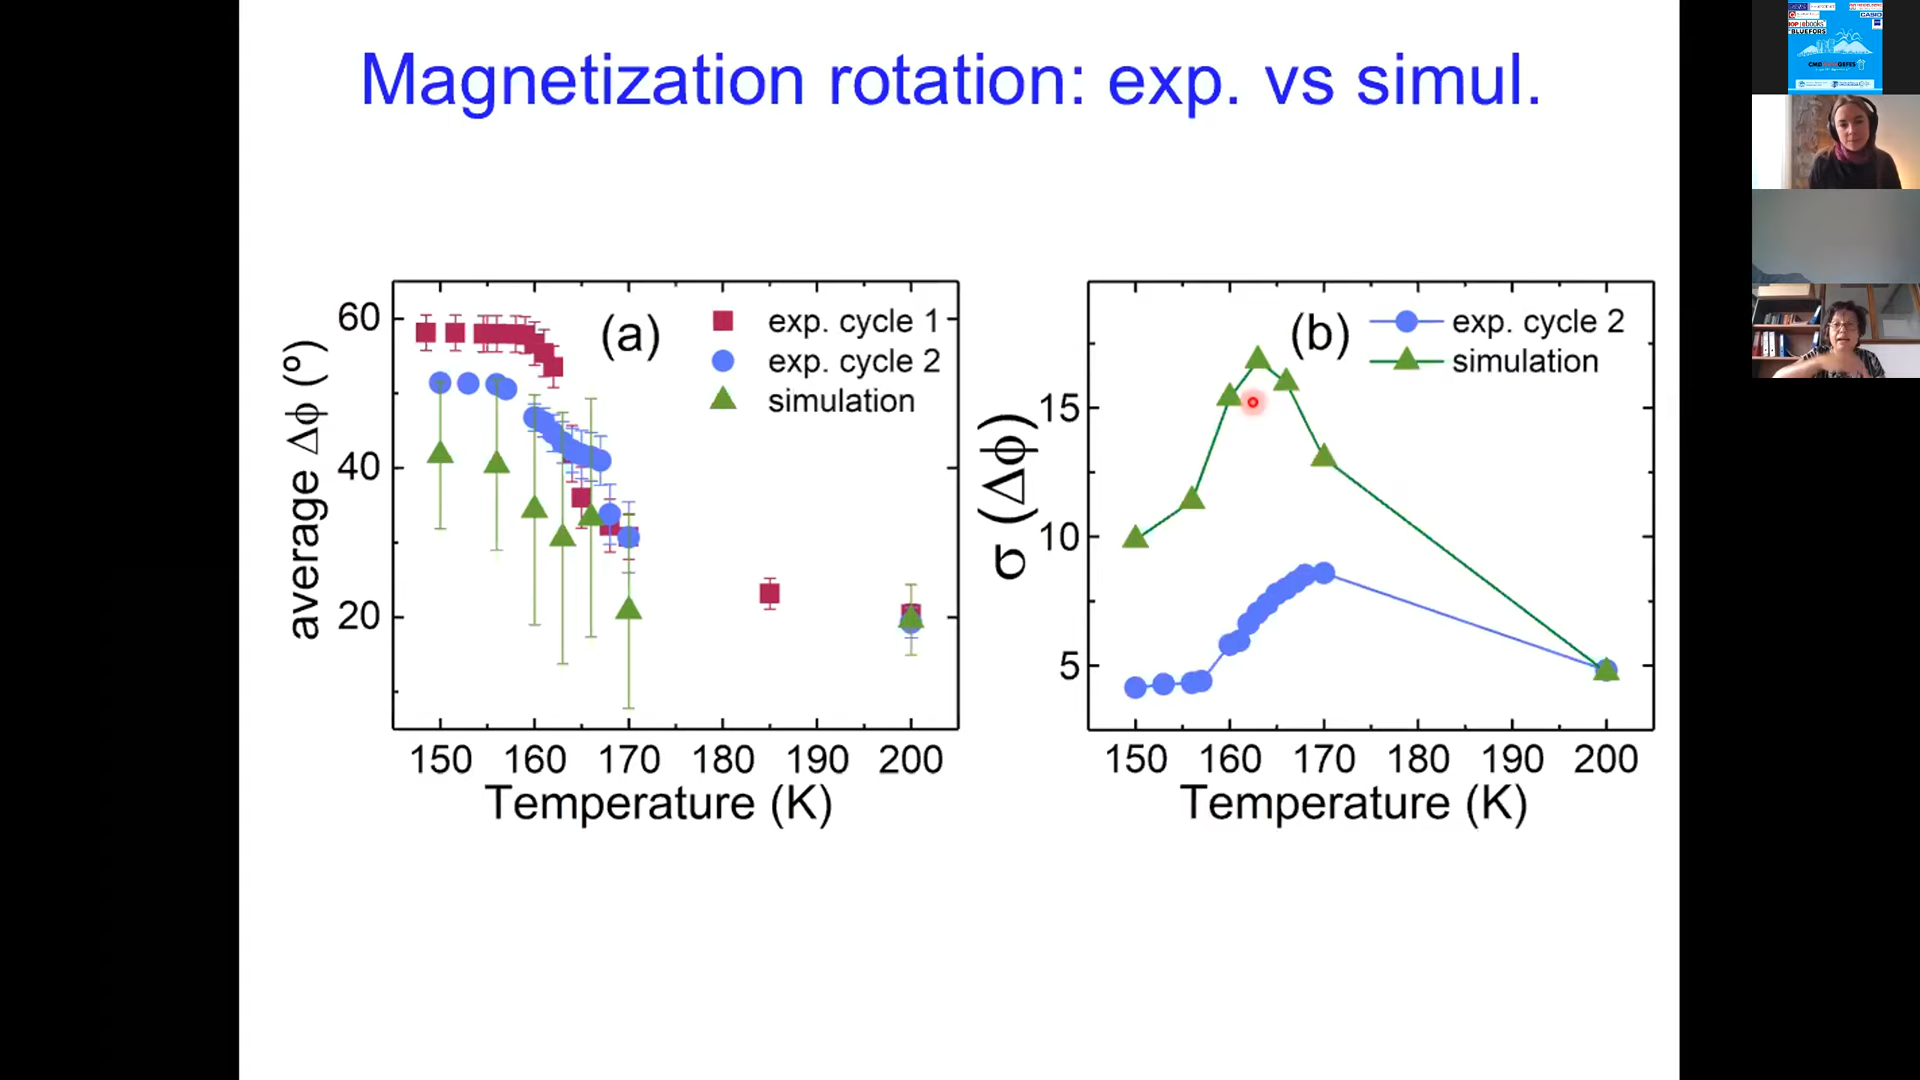 Magnetization rotation: exp. vs simul.
(a)
exp. cycle 1
exp. cycle 2
simulation
average Δϕ (º)
60
40
20
150 160 170 180 190 200
Temperature (K)
(b)
exp. cycle 2
simulation
σ (Δϕ)
15
10
5
150 160 170 180 190 200
Temperature (K)
CASIO
BLUEFORS